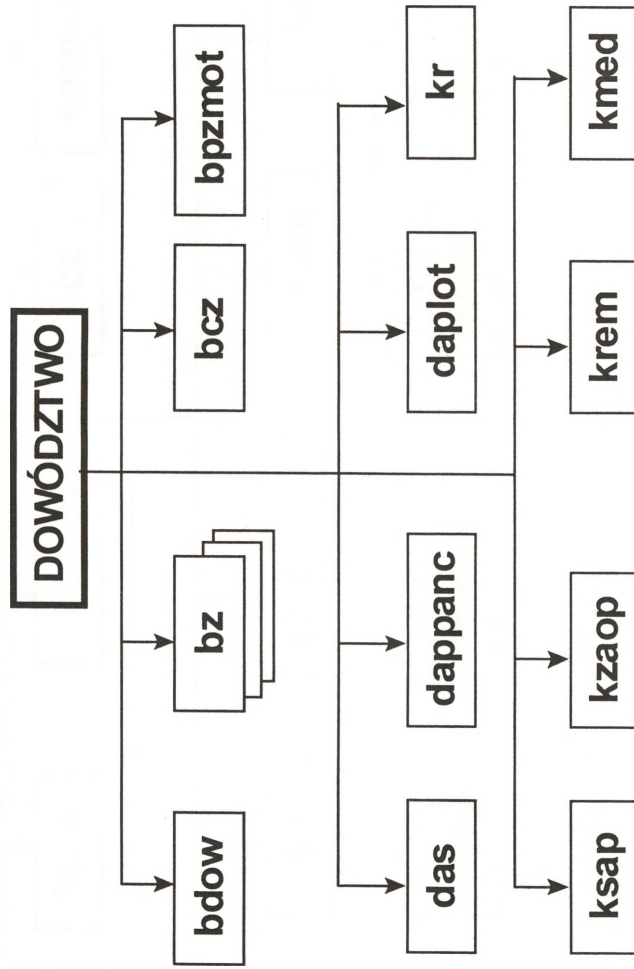 DOWÓDZTWO
bdow
bz
bcz
bpzmot
das
dappanc
daplot
kr
ksap
kzaop
krem
kmed